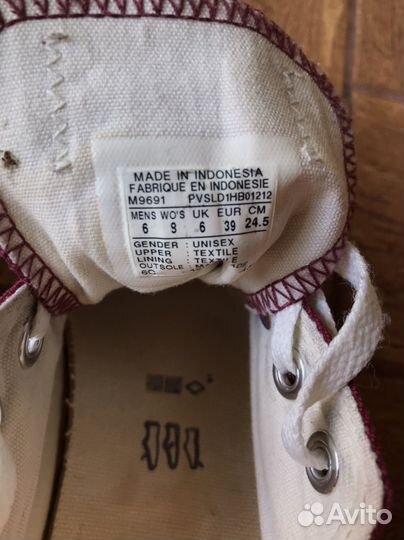 MADE IN INDONESIA
FABRIQUE EN INDONESIE
M9691 PVSLD1HB01212
MENS WO'S UK EUR CM
6 8 6 39 24.5
GENDER : UNISEX
UPPER : TEXTILE
LINING : TEXTILE
OUTSOLE :
Avito